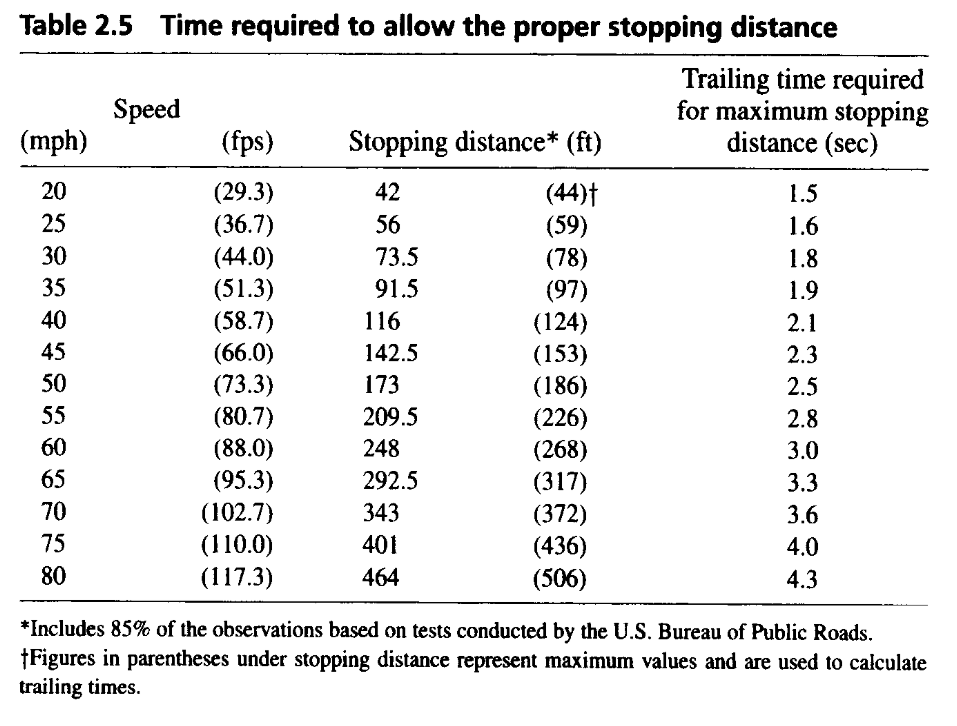 Table 2.5 Time required to allow the proper stopping distance
Trailing time required
Speed for maximum stopping
(mph) (fps) Stopping distance* (ft) distance (sec)
20 (29.3) 42 (44)† 1.5
25 (36.7) 56 (59) 1.6
30 (44.0) 73.5 (78) 1.8
35 (51.3) 91.5 (97) 1.9
40 (58.7) 116 (124) 2.1
45 (66.0) 142.5 (153) 2.3
50 (73.3) 173 (186) 2.5
55 (80.7) 209.5 (226) 2.8
60 (88.0) 248 (268) 3.0
65 (95.3) 292.5 (317) 3.3
70 (102.7) 343 (372) 3.6
75 (110.0) 401 (436) 4.0
80 (117.3) 464 (506) 4.3
*Includes 85% of the observations based on tests conducted by the U.S. Bureau of Public Roads.
†Figures in parentheses under stopping distance represent maximum values and are used to calculate
trailing times.